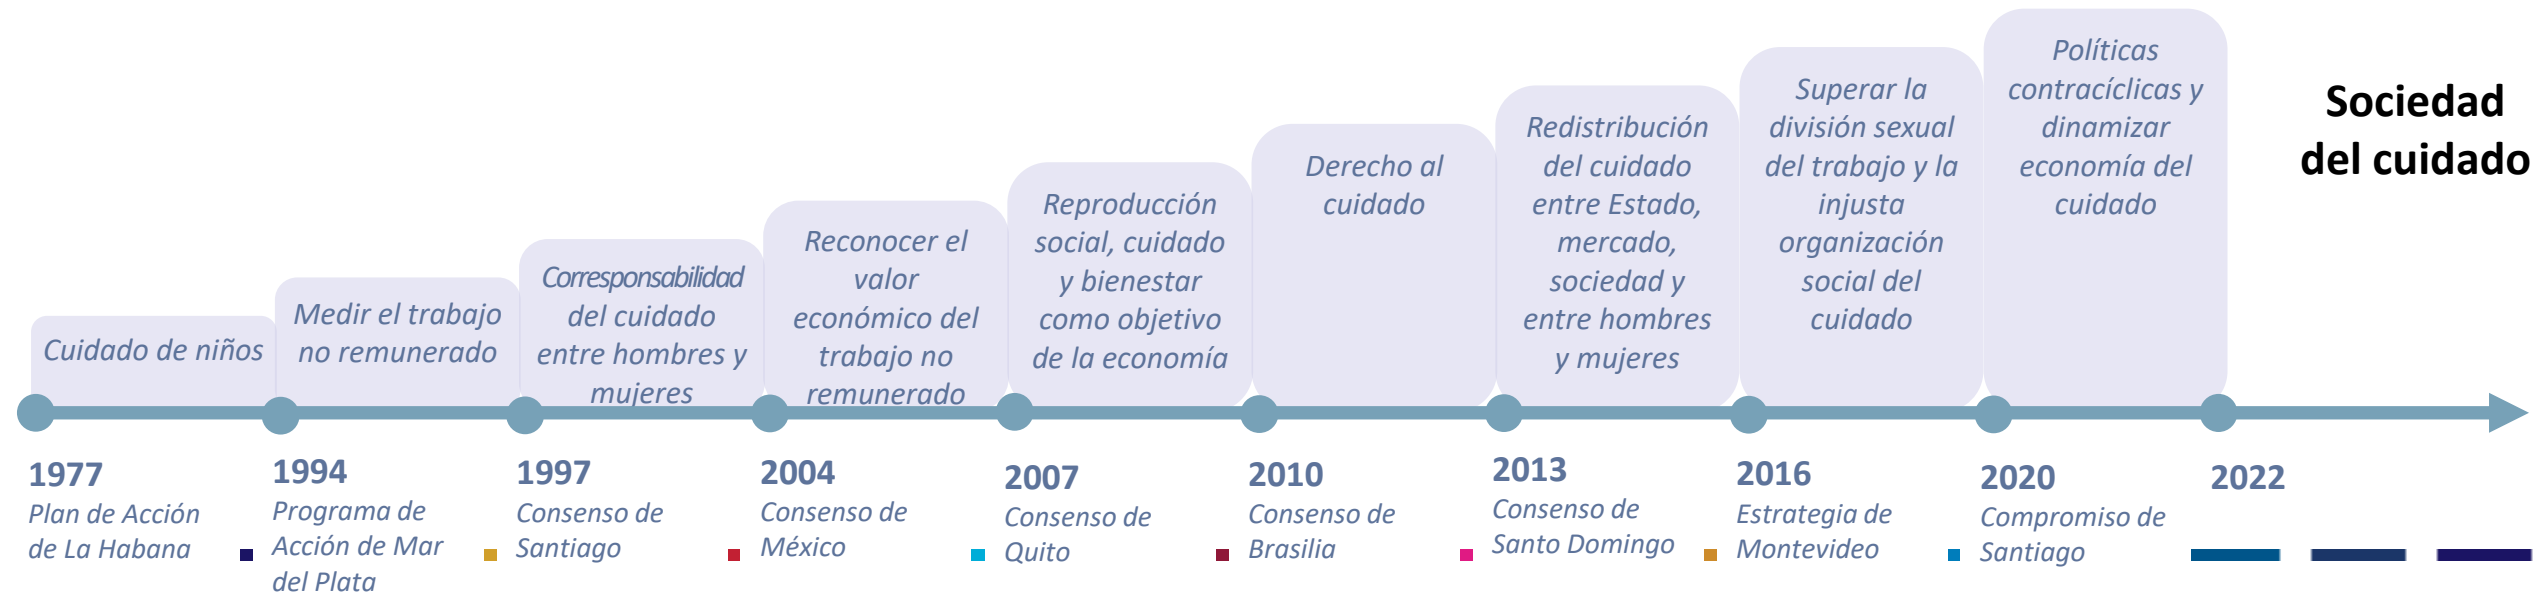 Cuidado de niños
Medir el trabajo
no remunerado
Corresponsabilidad
del cuidado
entre hombres y
mujeres
Reconocer el
valor
económico del
trabajo no
remunerado
Reproducción
social, cuidado
y bienestar
como objetivo
de la economía
Derecho al
cuidado
Redistribución
del cuidado
entre Estado,
mercado,
sociedad y
entre hombres
y mujeres
Superar la
división sexual
del trabajo y la
injusta
organización
social del
cuidado
Políticas
contracíclicas y
dinamizar
economía del
cuidado
Sociedad
del cuidado
1977
Plan de Acción
de La Habana
1994
Programa de
Acción de Mar
del Plata
1997
Consenso de
Santiago
2004
Consenso de
México
2007
Consenso de
Quito
2010
Consenso de
Brasilia
2013
Consenso de
Santo Domingo
2016
Estrategia de
Montevideo
2020
Compromiso de
Santiago
2022